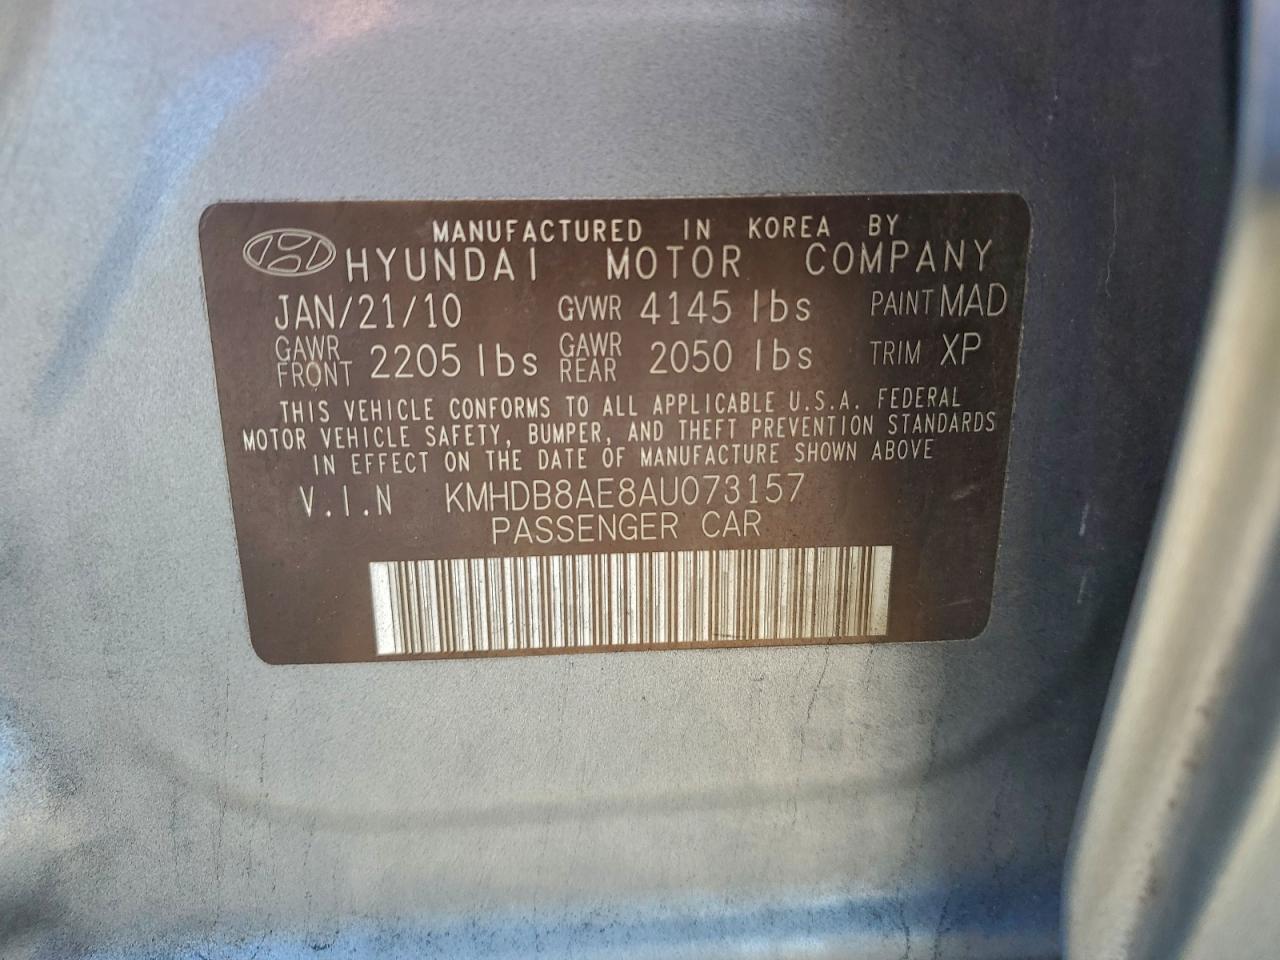 MANUFACTURED IN KOREA BY
HYUNDAI MOTOR COMPANY
JAN/21/10 GVWR 4145 lbs PAINT MAD
GAWR FRONT 2205 lbs GAWR REAR 2050 lbs TRIM XP
THIS VEHICLE CONFORMS TO ALL APPLICABLE U.S.A. FEDERAL
MOTOR VEHICLE SAFETY, BUMPER, AND THEFT PREVENTION STANDARDS
IN EFFECT ON THE DATE OF MANUFACTURE SHOWN ABOVE
V.I.N KMHDB8AE8AU073157
PASSENGER CAR